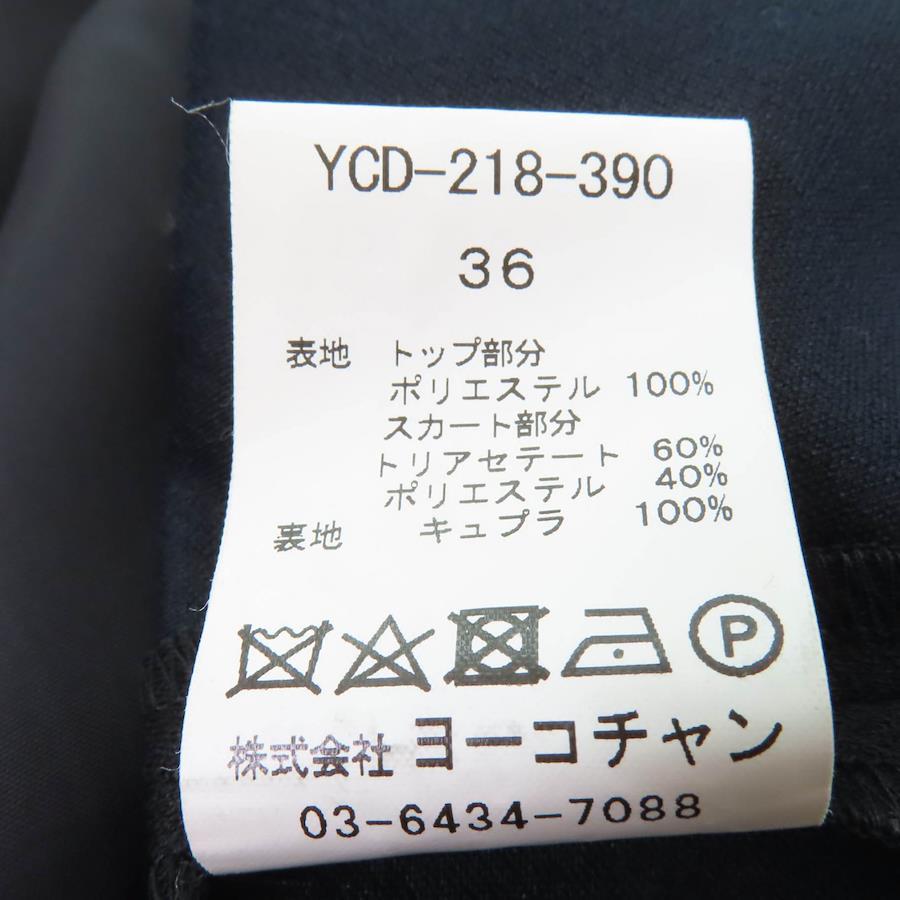 YCD-218-390
36
表地 トップ部分
ポリエステル 100%
スカート部分
トリアセテート 60%
ポリエステル 40%
裏地 キュプラ 100%
P
株式会社 ヨーコチャン
03-6434-7088